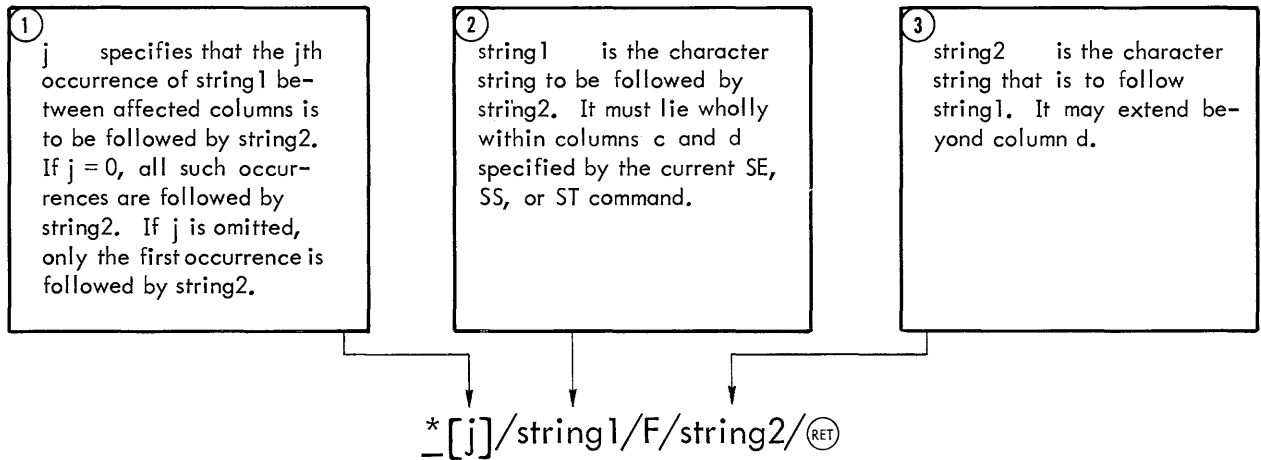 1
j specifies that the jth
occurrence of string1 be-
tween affected columns is
to be followed by string2.
If j = 0, all such occur-
rences are followed by
string2. If j is omitted,
only the first occurrence is
followed by string2.
2
string1 is the character
string to be followed by
string2. It must lie wholly
within columns c and d
specified by the current SE,
SS, or ST command.
3
string2 is the character
string that is to follow
string1. It may extend be-
yond column d.
*[j]/string1/F/string2/ RET